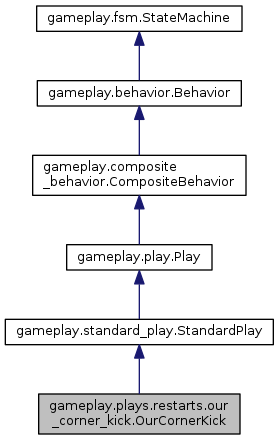 gameplay.fsm.StateMachine
gameplay.behavior.Behavior
gameplay.composite
_behavior.CompositeBehavior
gameplay.play.Play
gameplay.standard_play.StandardPlay
gameplay.plays.restarts.our
_corner_kick.OurCornerKick